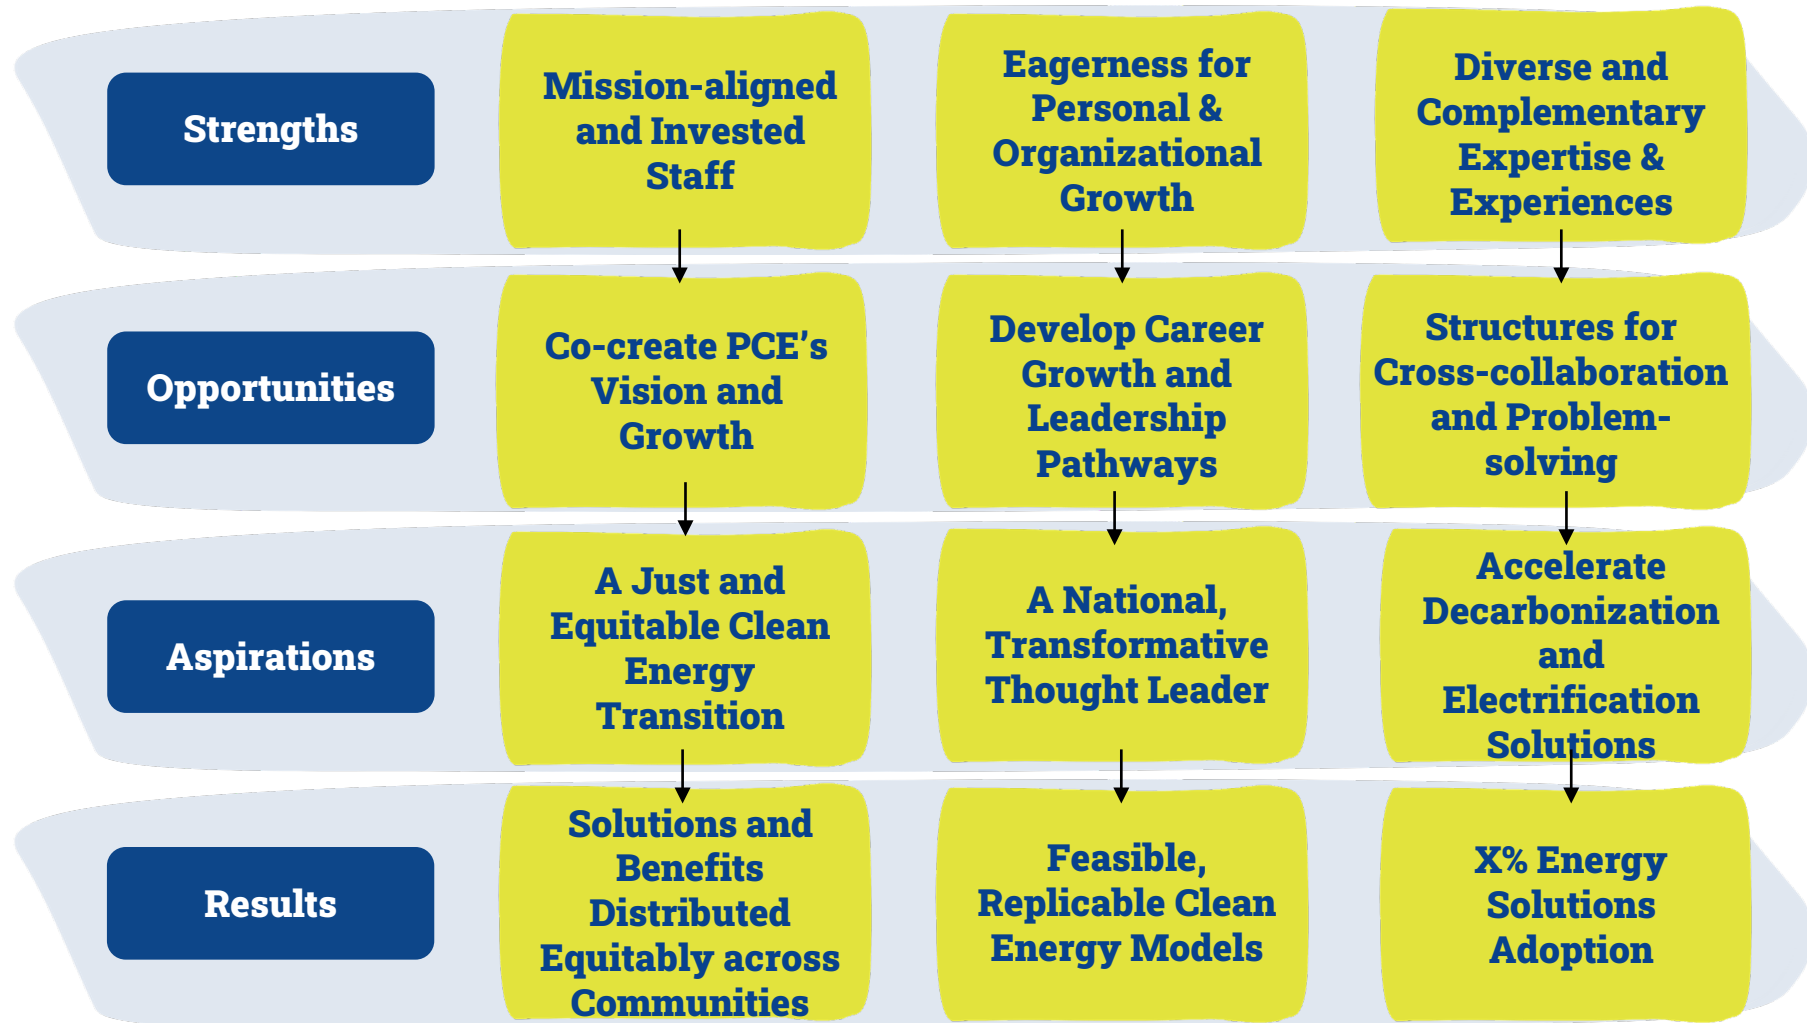 Strengths
Mission-aligned
and Invested
Staff
Eagerness for
Personal &
Organizational
Growth
Diverse and
Complementary
Expertise &
Experiences
Opportunities
Co-create PCE’s
Vision and
Growth
Develop Career
Growth and
Leadership
Pathways
Structures for
Cross-collaboration
and Problem-
solving
Aspirations
A Just and
Equitable Clean
Energy
Transition
A National,
Transformative
Thought Leader
Accelerate
Decarbonization
and
Electrification
Solutions
Results
Solutions and
Benefits
Distributed
Equitably across
Communities
Feasible,
Replicable Clean
Energy Models
X% Energy
Solutions
Adoption